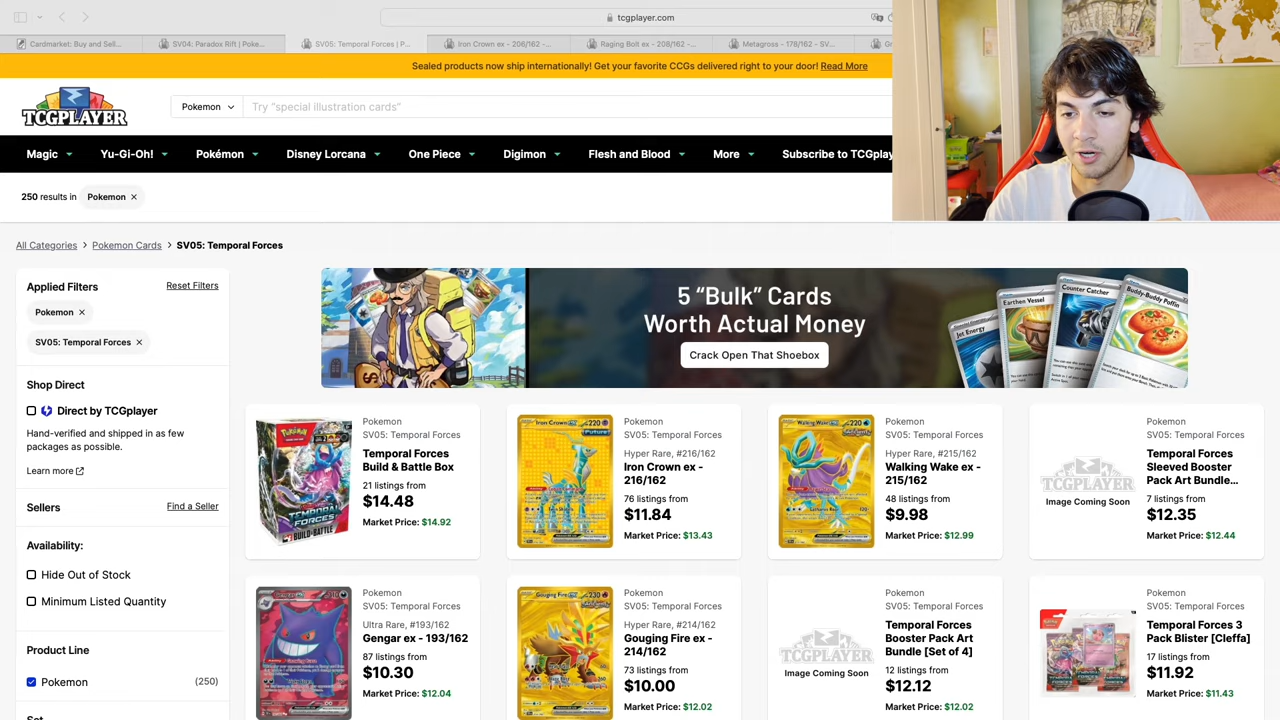 tcgplayer.com
Cardmarket: Buy and Sell...
SV04: Paradox Rift | Poke...
SV05: Temporal Forces | P...
Iron Crown ex - 206/162 -...
Raging Bolt ex - 208/162 -...
Metagross - 178/162 - SV...
Sealed products now ship internationally! Get your favorite CCGs delivered right to your door! Read More
TCGPLAYER
Pokemon
Try "special illustration cards"
Magic
Yu-Gi-Oh!
Pokémon
Disney Lorcana
One Piece
Digimon
Flesh and Blood
More
Subscribe to TCGplay
250 results in
Pokemon
All Categories
Pokemon Cards
SV05: Temporal Forces
Applied Filters
Reset Filters
Pokemon
SV05: Temporal Forces
Shop Direct
Direct by TCGplayer
Hand-verified and shipped in as few
packages as possible.
Learn more
Sellers
Find a Seller
Availability:
Hide Out of Stock
Minimum Listed Quantity
Product Line
Pokemon
(250)
Set
5 "Bulk" Cards
Worth Actual Money
Crack Open That Shoebox
Jet Energy
Earthen Vessel
Counter Catcher
Buddy-Buddy Poffin
Pokemon
SV05: Temporal Forces
Temporal Forces
Build & Battle Box
21 listings from
$14.48
Market Price: $14.92
Pokemon
SV05: Temporal Forces
Hyper Rare, #216/162
Iron Crown ex -
216/162
76 listings from
$11.84
Market Price: $13.43
Pokemon
SV05: Temporal Forces
Hyper Rare, #215/162
Walking Wake ex -
215/162
48 listings from
$9.98
Market Price: $12.99
TCGPLAYER
Image Coming Soon
Pokemon
SV05: Temporal Forces
Temporal Forces
Sleeved Booster
Pack Art Bundle...
7 listings from
$12.35
Market Price: $12.44
Pokemon
SV05: Temporal Forces
Ultra Rare, #193/162
Gengar ex - 193/162
87 listings from
$10.30
Market Price: $12.04
Pokemon
SV05: Temporal Forces
Hyper Rare, #214/162
Gouging Fire ex -
214/162
73 listings from
$10.00
Market Price: $12.02
TCGPLAYER
Image Coming Soon
Pokemon
SV05: Temporal Forces
Temporal Forces
Booster Pack Art
Bundle [Set of 4]
12 listings from
$12.12
Market Price: $12.02
Pokemon
SV05: Temporal Forces
Temporal Forces 3
Pack Blister [Cleffa]
17 listings from
$11.92
Market Price: $11.43